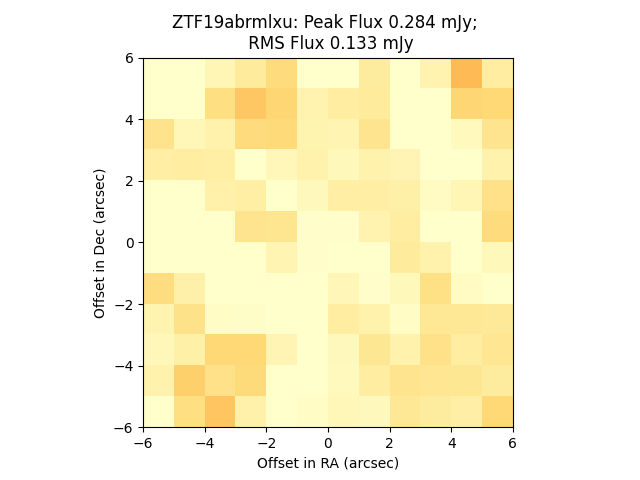 ZTF19abrmlxu: Peak Flux 0.284 mJy;
RMS Flux 0.133 mJy
6
4
2
0
−2
−4
−6
Offset in Dec (arcsec)
−6 −4 −2 0 2 4 6
Offset in RA (arcsec)